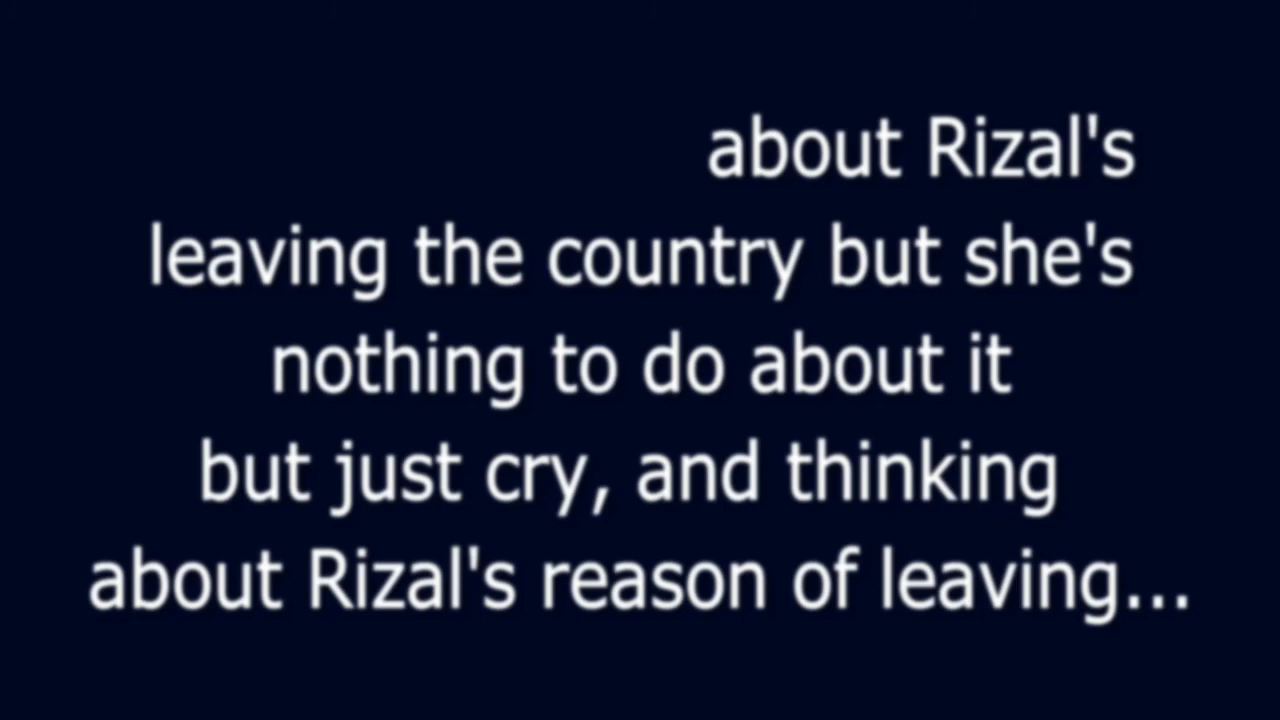 about Rizal's
leaving the country but she's
nothing to do about it
but just cry, and thinking
about Rizal's reason of leaving...